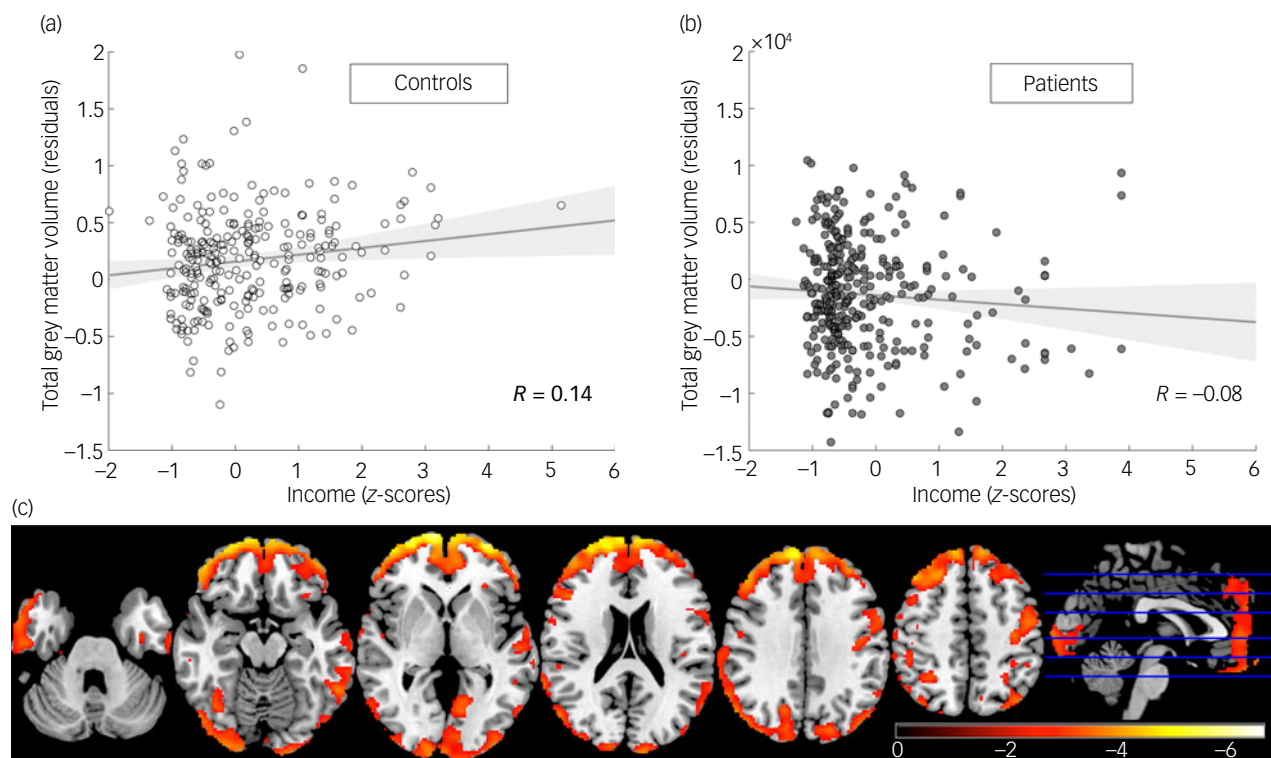 (a)
Controls
Total grey matter volume (residuals)
2
1.5
1
0.5
0
−0.5
−1
−1.5
R = 0.14
−2 −1 0 1 2 3 4 5 6
Income (z-scores)
(b)
×10⁴
Patients
Total grey matter volume (residuals)
2
1.5
1
0.5
0
−0.5
−1
−1.5
R = −0.08
−2 −1 0 1 2 3 4 5 6
Income (z-scores)
(c)
0 −2 −4 −6